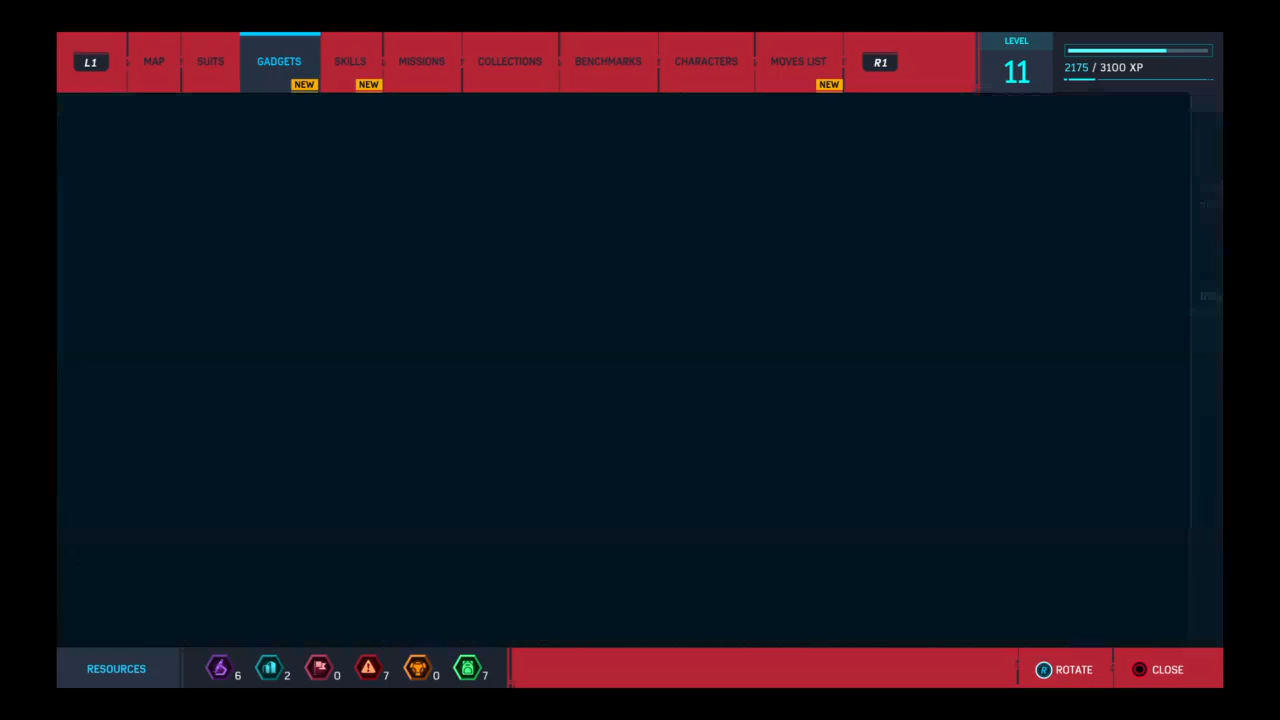 L1 MAP SUITS GADGETS SKILLS MISSIONS COLLECTIONS BENCHMARKS CHARACTERS MOVES LIST R1
NEW NEW NEW
LEVEL
11
2175 / 3100 XP
RESOURCES 6 2 0 7 0 7 R ROTATE CLOSE